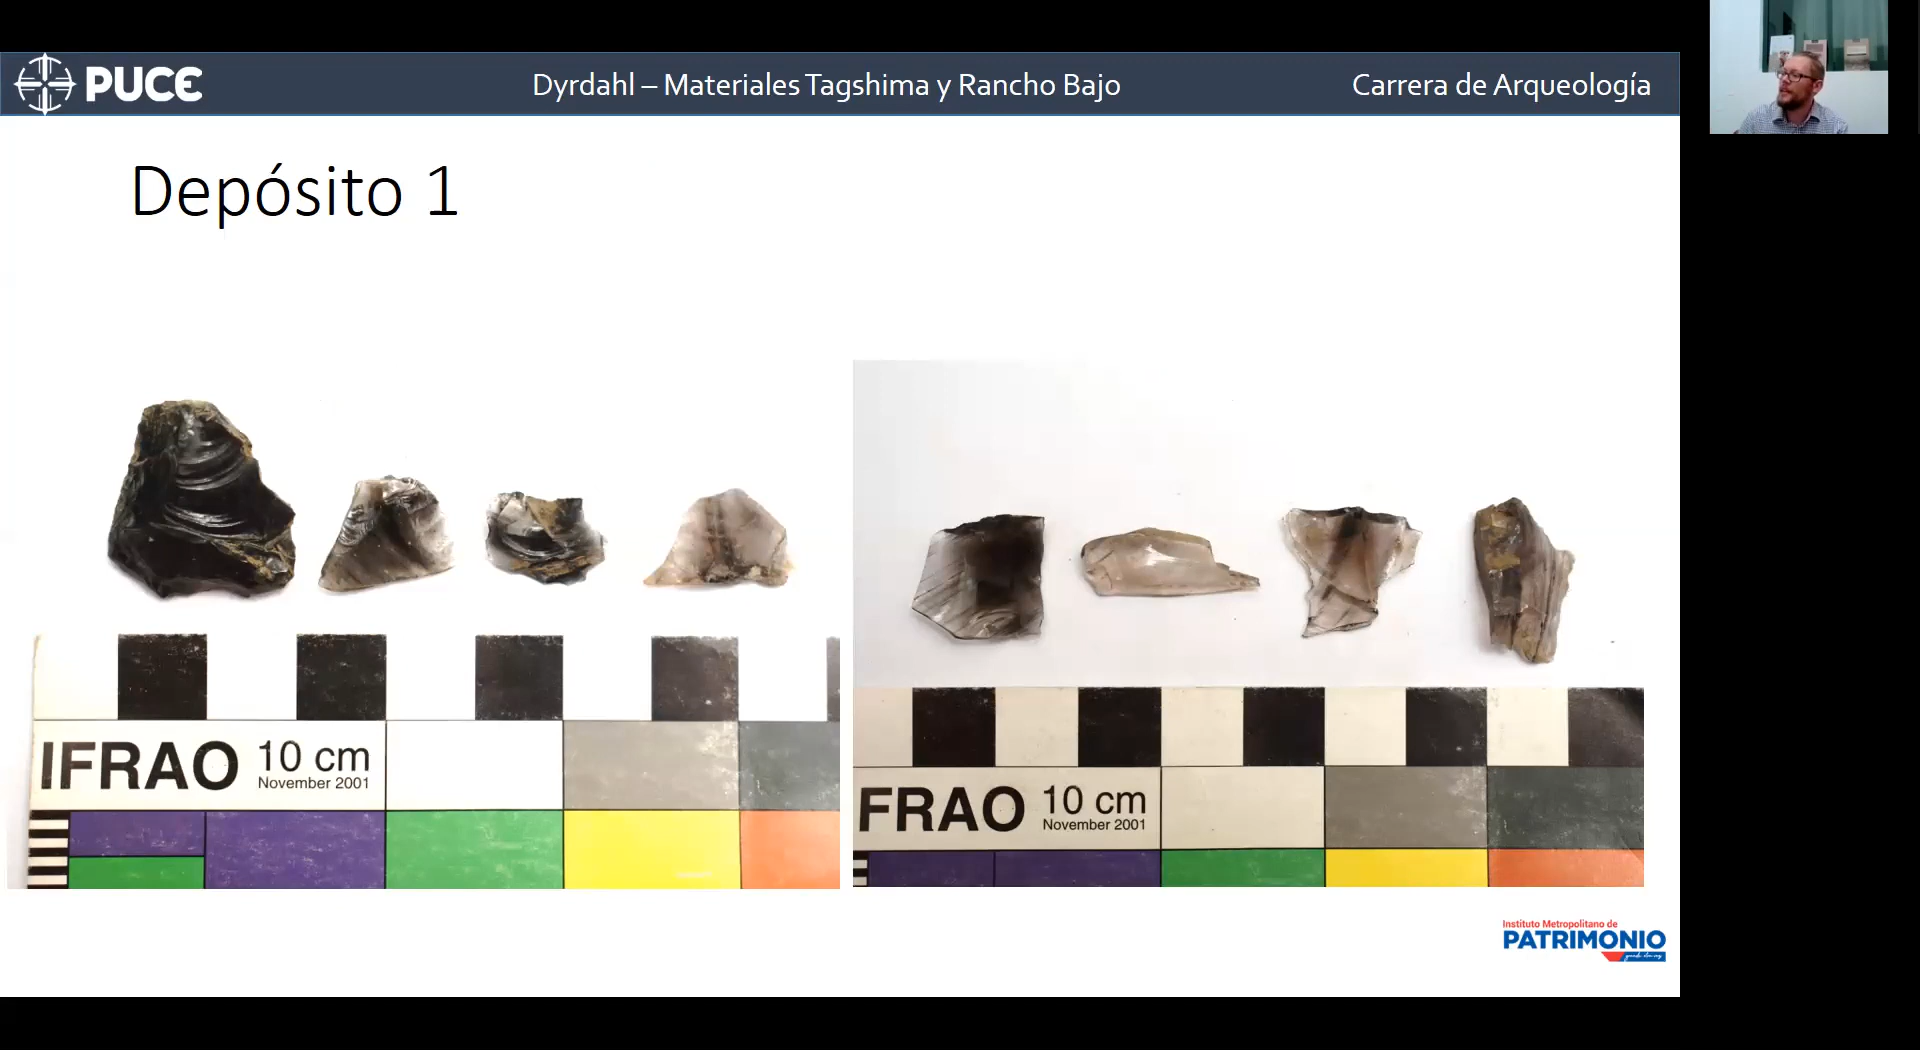 PUCE
Dyrdahl – Materiales Tagshima y Rancho Bajo
Carrera de Arqueología
Depósito 1
IFRAO 10 cm
November 2001
FRAO 10 cm
November 2001
Instituto Metropolitano de
PATRIMONIO